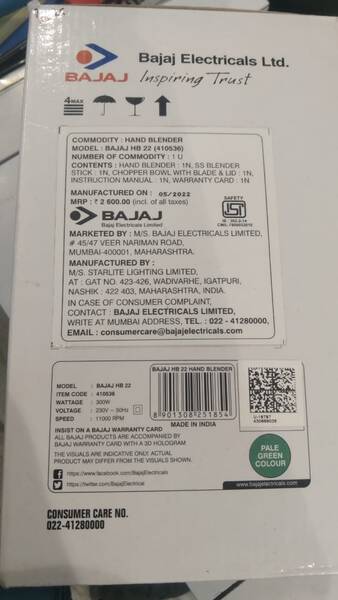 BAJAJ
Bajaj Electricals Ltd.
Inspiring Trust
4 MAX
COMMODITY : HAND BLENDER
MODEL : BAJAJ HB 22 (410536)
NUMBER OF COMMODITY : 1 U
CONTENTS : HAND BLENDER : 1N, SS BLENDER
STICK : 1N, CHOPPER BOWL WITH BLADE & LID : 1N,
INSTRUCTION MANUAL : 1N, WARRANTY CARD : 1N
MANUFACTURED ON : 05/2022
MRP : ₹ 2 600.00 (incl. of all taxes)
BAJAJ
Bajaj Electricals Limited
SAFETY
MARKETED BY : M/S. BAJAJ ELECTRICALS LIMITED,
# 45/47 VEER NARIMAN ROAD,
MUMBAI-400001, MAHARASHTRA.
MANUFACTURED BY :
M/S. STARLITE LIGHTING LIMITED,
AT : GAT NO. 423-426, WADIVARHE, IGATPURI,
NASHIK : 422 403, MAHARASHTRA, INDIA.
IN CASE OF CONSUMER COMPLAINT,
CONTACT : BAJAJ ELECTRICALS LIMITED,
WRITE AT MUMBAI ADDRESS, TEL. : 022 - 41280000,
EMAIL : consumercare@bajajelectricals.com
BAJAJ HB 22 HAND BLENDER
MODEL : BAJAJ HB 22
ITEM CODE : 410536
WATTAGE : 300W
VOLTAGE : 230V ~ 50Hz
SPEED : 11000 RPM
8 901308 251854
MADE IN INDIA
INSIST ON A BAJAJ WARRANTY CARD
ALL BAJAJ PRODUCTS ARE ACCOMPANIED BY
BAJAJ WARRANTY CARD WITH A 3D HOLOGRAM
THE VISUALS ARE INDICATIVE ONLY. ACTUAL
PRODUCT MAY DIFFER FROM THE VISUALS SHOWN.
PALE
GREEN
COLOUR
https://www.facebook.com/BajajElectricals
https://twitter.com/BajajElectrical
www.bajajelectricals.com
CONSUMER CARE NO.
022-41280000